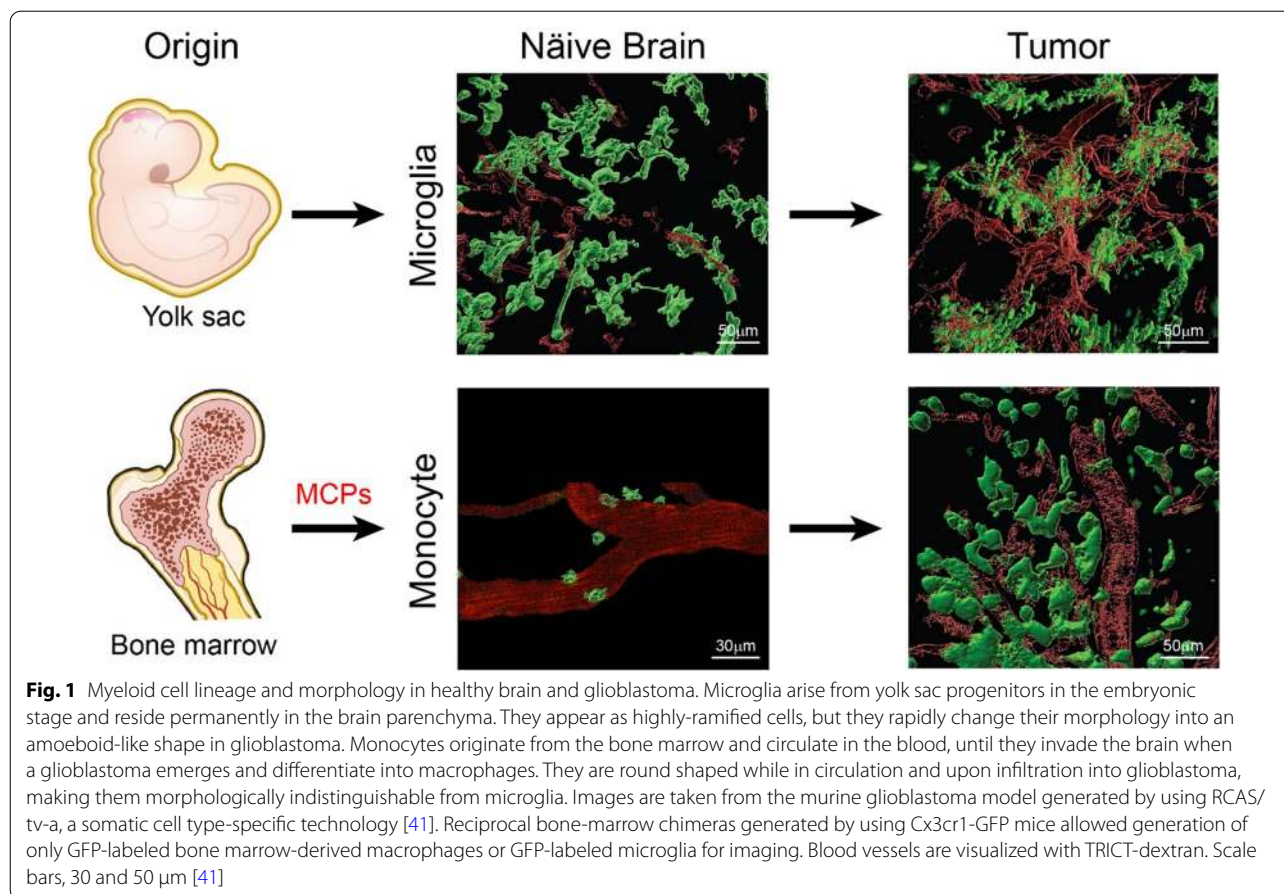 Origin
Näive Brain
Tumor
Microglia
50µm
50µm
Yolk sac
MCPs
Monocyte
30µm
50µm
Bone marrow
Fig. 1 Myeloid cell lineage and morphology in healthy brain and glioblastoma. Microglia arise from yolk sac progenitors in the embryonic
stage and reside permanently in the brain parenchyma. They appear as highly-ramified cells, but they rapidly change their morphology into an
amoeboid-like shape in glioblastoma. Monocytes originate from the bone marrow and circulate in the blood, until they invade the brain when
a glioblastoma emerges and differentiate into macrophages. They are round shaped while in circulation and upon infiltration into glioblastoma,
making them morphologically indistinguishable from microglia. Images are taken from the murine glioblastoma model generated by using RCAS/
tv-a, a somatic cell type-specific technology [41]. Reciprocal bone-marrow chimeras generated by using Cx3cr1-GFP mice allowed generation of
only GFP-labeled bone marrow-derived macrophages or GFP-labeled microglia for imaging. Blood vessels are visualized with TRICT-dextran. Scale
bars, 30 and 50 µm [41]